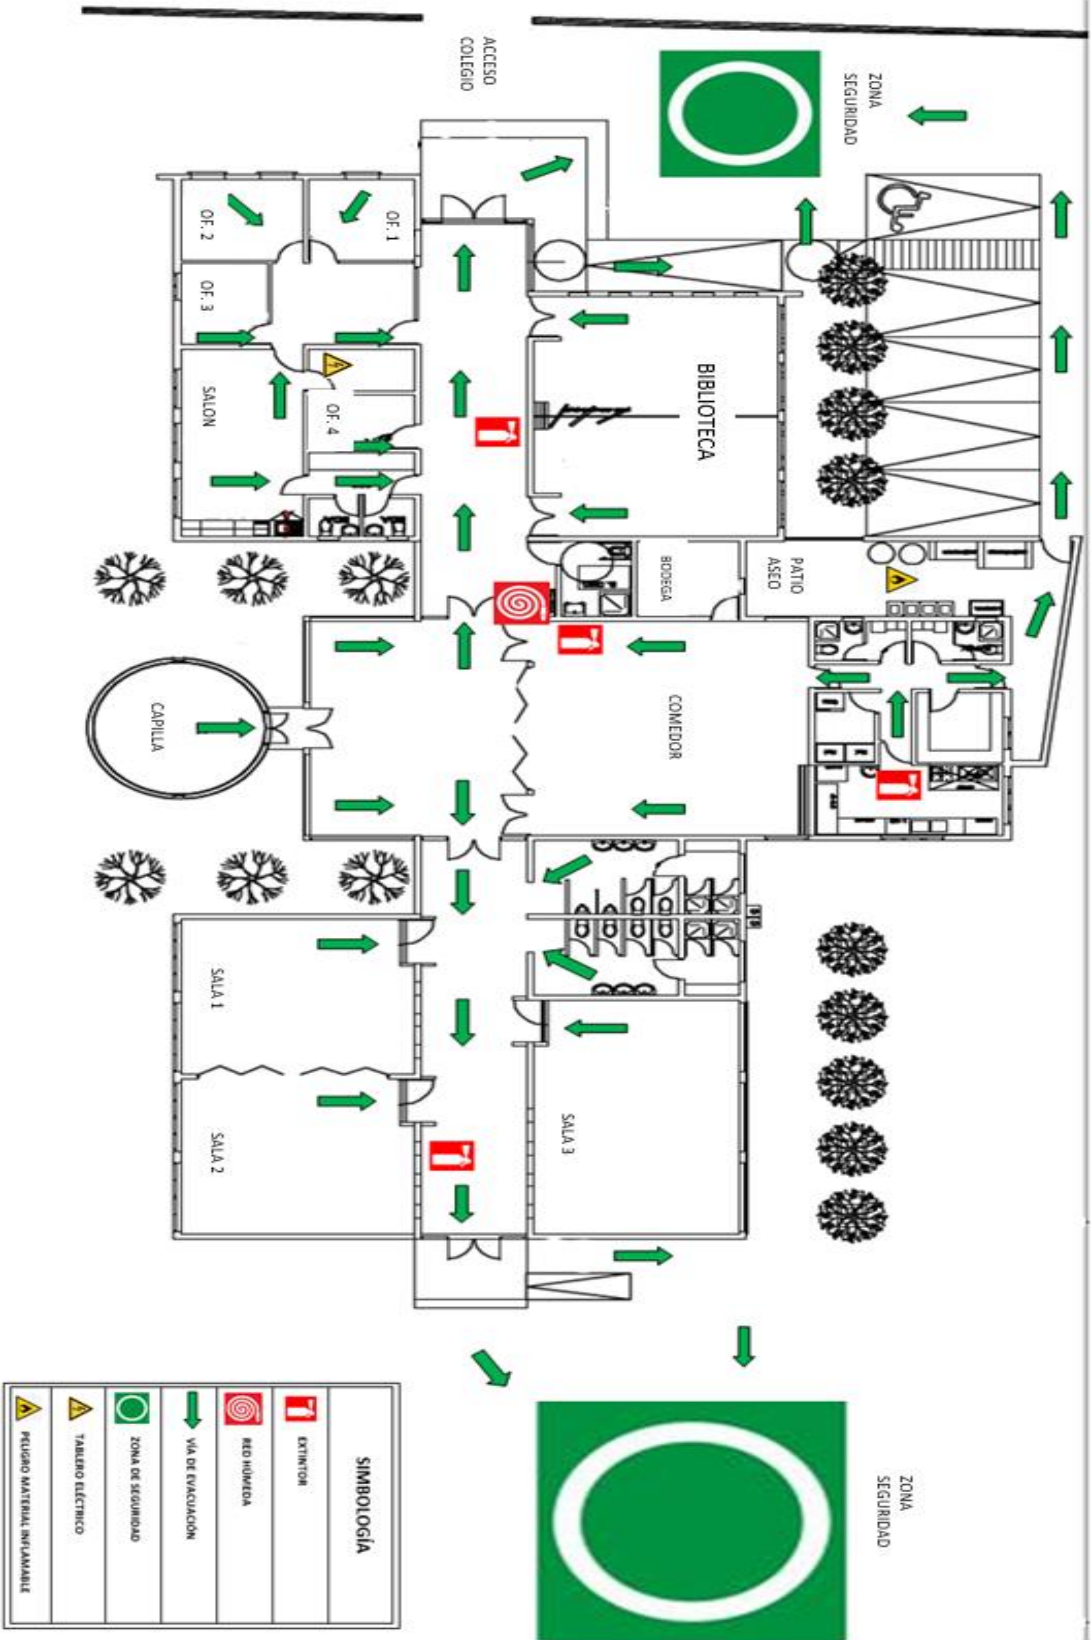 ACCESO
COLEGIO
ZONA
SEGURIDAD
OF. 1
OF. 2
OF. 3
OF. 4
SALON
BIBLIOTECA
BODEGA
PATIO
ASEO
COMEDOR
CAPILLA
SALA 1
SALA 2
SALA 3
ZONA
SEGURIDAD
SIMBOLOGÍA
EXTINTOR
RED HÚMEDA
VÍA DE EVACUACIÓN
ZONA DE SEGURIDAD
TABLERO ELÉCTRICO
PELIGRO MATERIAL INFLAMABLE